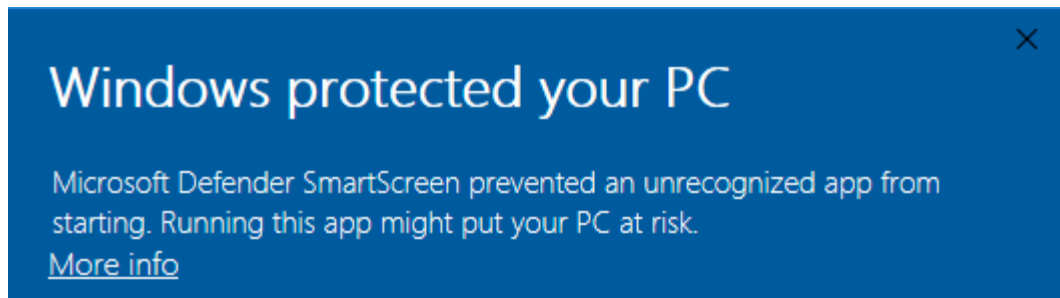 Windows protected your PC
Microsoft Defender SmartScreen prevented an unrecognized app from
starting. Running this app might put your PC at risk.
More info